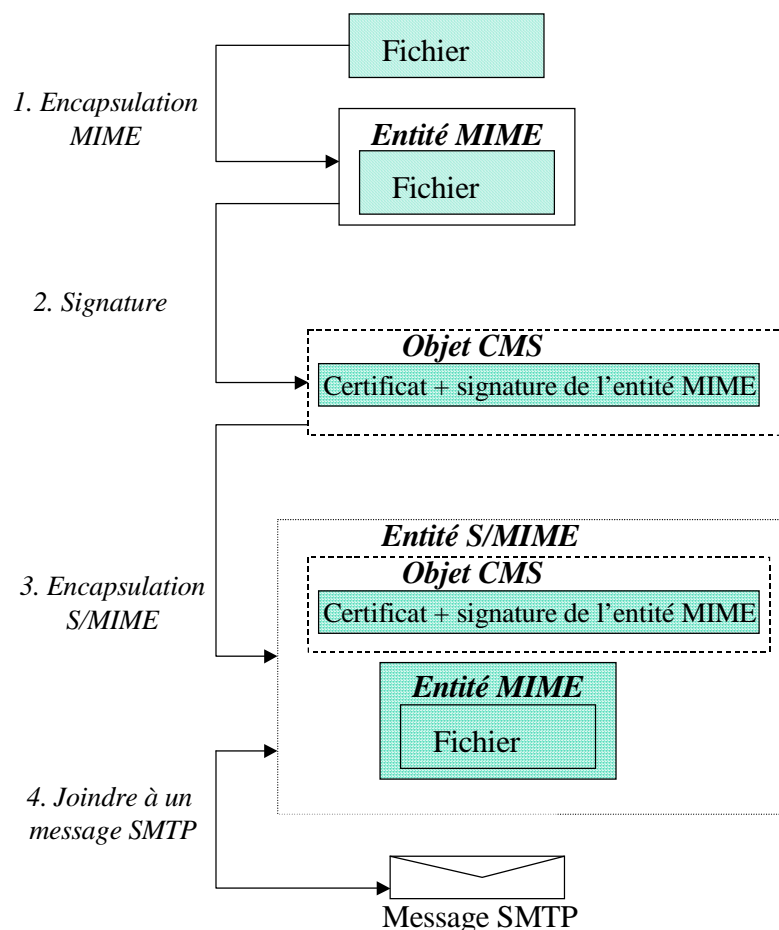 Fichier
1. Encapsulation
MIME
Entité MIME
Fichier
2. Signature
Objet CMS
Certificat + signature de l’entité MIME
Entité S/MIME
3. Encapsulation
S/MIME
Objet CMS
Certificat + signature de l’entité MIME
Entité MIME
Fichier
4. Joindre à un
message SMTP
Message SMTP